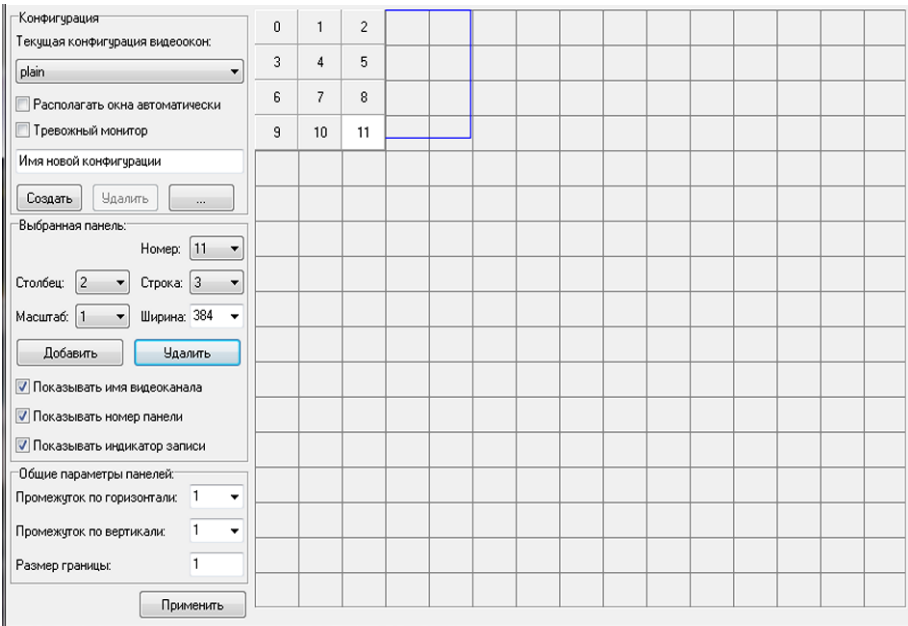 Конфигурация
Текущая конфигурация видеоокон:
plain
Располагать окна автоматически
Тревожный монитор
Имя новой конфигурации
Создать Удалить ...
Выбранная панель:
Номер: 11
Столбец: 2 Строка: 3
Масштаб: 1 Ширина: 384
Добавить Удалить
Показывать имя видеоканала
Показывать номер панели
Показывать индикатор записи
Общие параметры панелей:
Промежуток по горизонтали: 1
Промежуток по вертикали: 1
Размер границы: 1
Применить
0 1 2
3 4 5
6 7 8
9 10 11